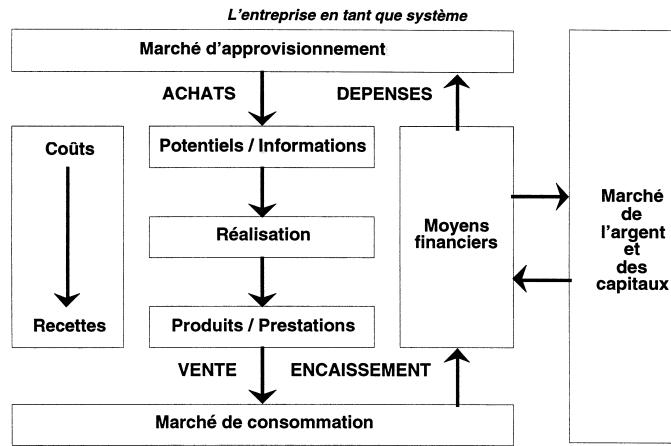 L'entreprise en tant que système
Marché d'approvisionnement
ACHATS
DEPENSES
Coûts
Recettes
Potentiels / Informations
Réalisation
Produits / Prestations
Moyens
financiers
Marché
de
l'argent
et
des
capitaux
VENTE
ENCAISSEMENT
Marché de consommation